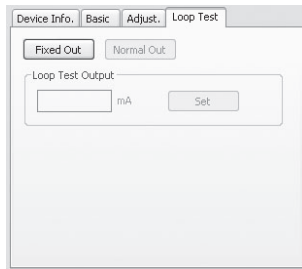 Device Info. Basic Adjust. Loop Test
Fixed Out Normal Out
Loop Test Output
mA Set